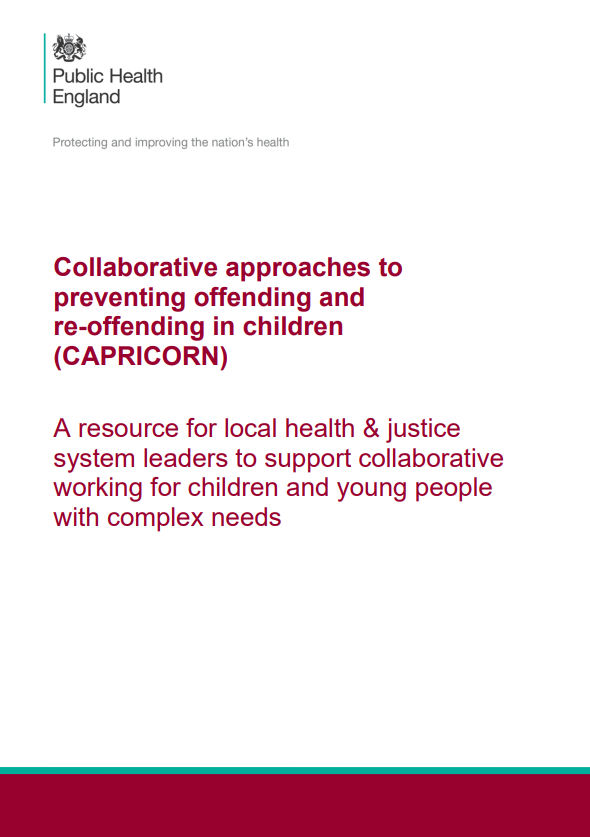 Public Health
England
Protecting and improving the nation's health
Collaborative approaches to
preventing offending and
re-offending in children
(CAPRICORN)
A resource for local health & justice
system leaders to support collaborative
working for children and young people
with complex needs